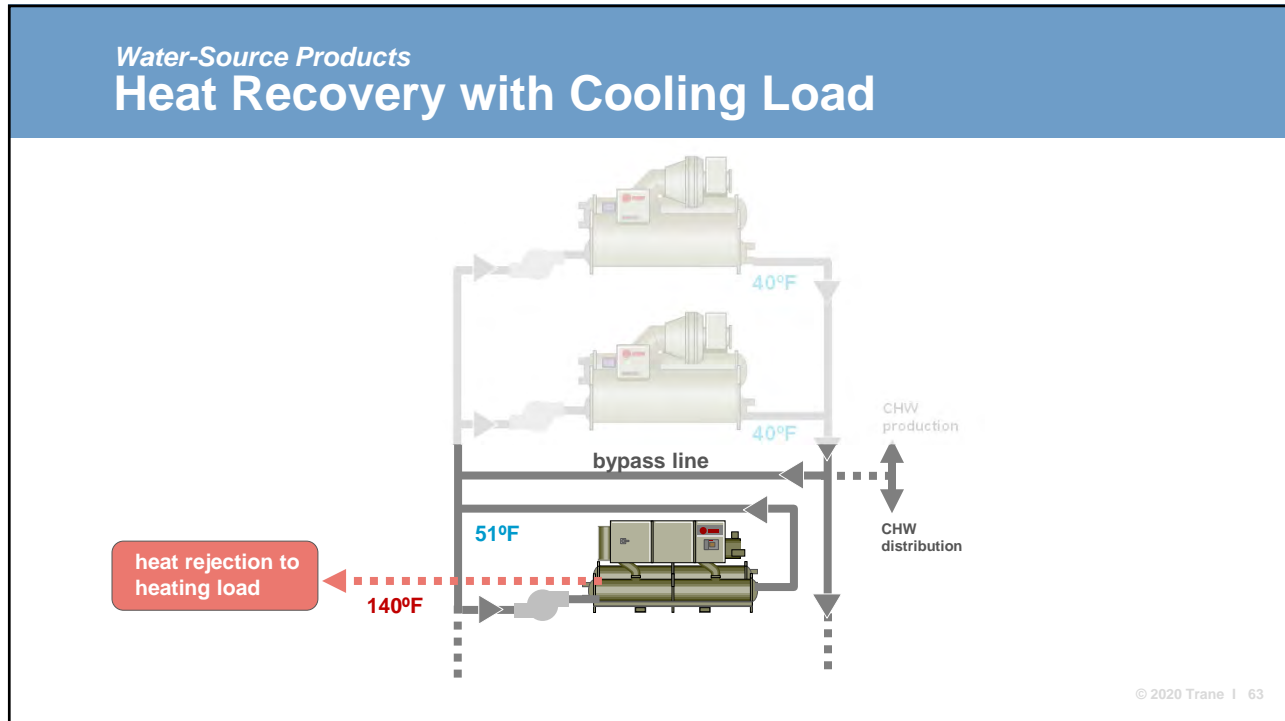 Water-Source Products
Heat Recovery with Cooling Load
40ºF
40ºF
CHW
production
bypass line
51ºF
CHW
distribution
heat rejection to
heating load
140ºF
© 2020 Trane I 63